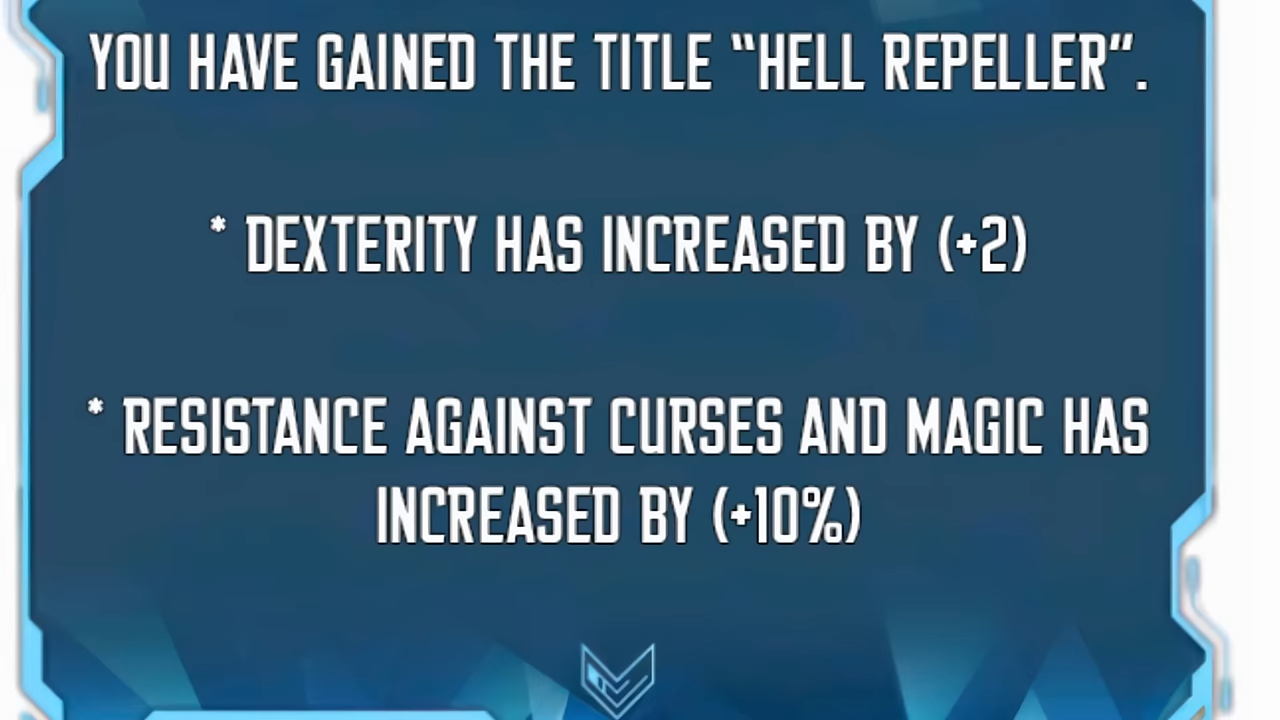 YOU HAVE GAINED THE TITLE “HELL REPELLER”.
* DEXTERITY HAS INCREASED BY (+2)
* RESISTANCE AGAINST CURSES AND MAGIC HAS
INCREASED BY (+10%)